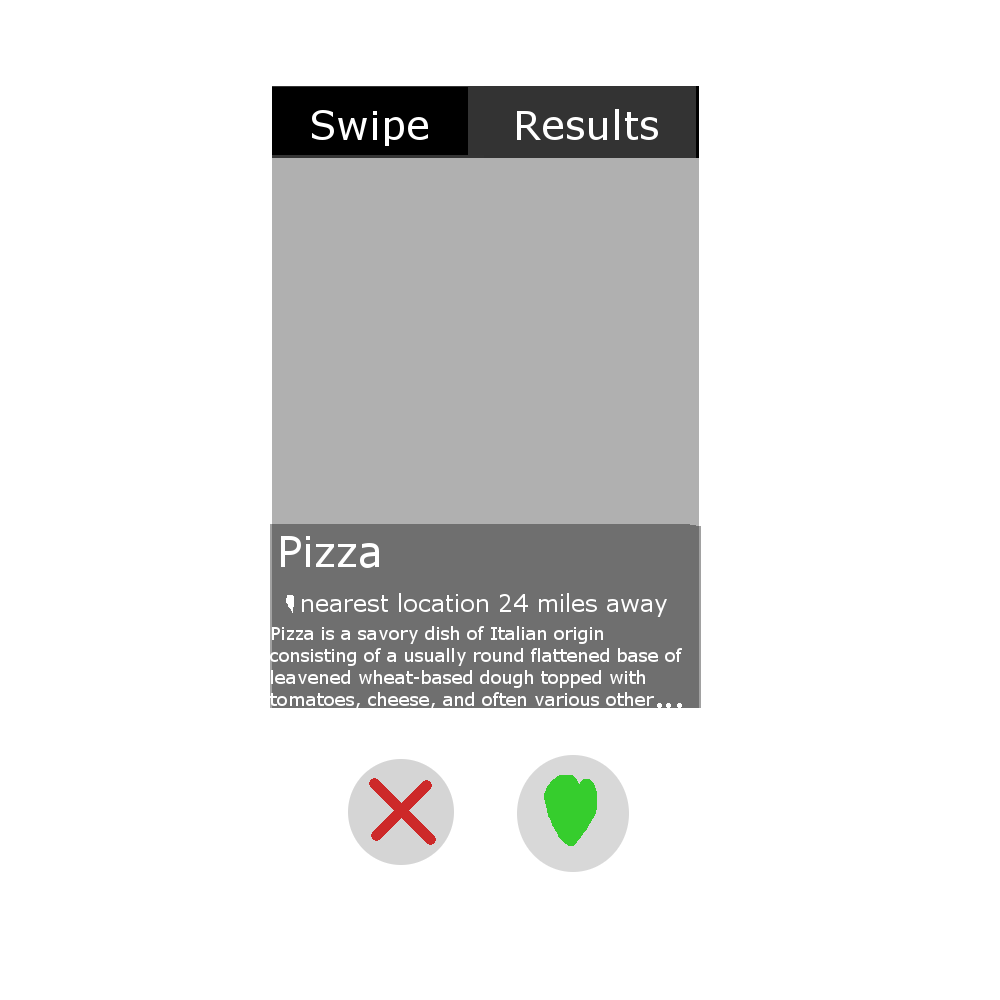 Swipe Results
Pizza
nearest location 24 miles away
Pizza is a savory dish of Italian origin
consisting of a usually round flattened base of
leavened wheat-based dough topped with
tomatoes, cheese, and often various other...